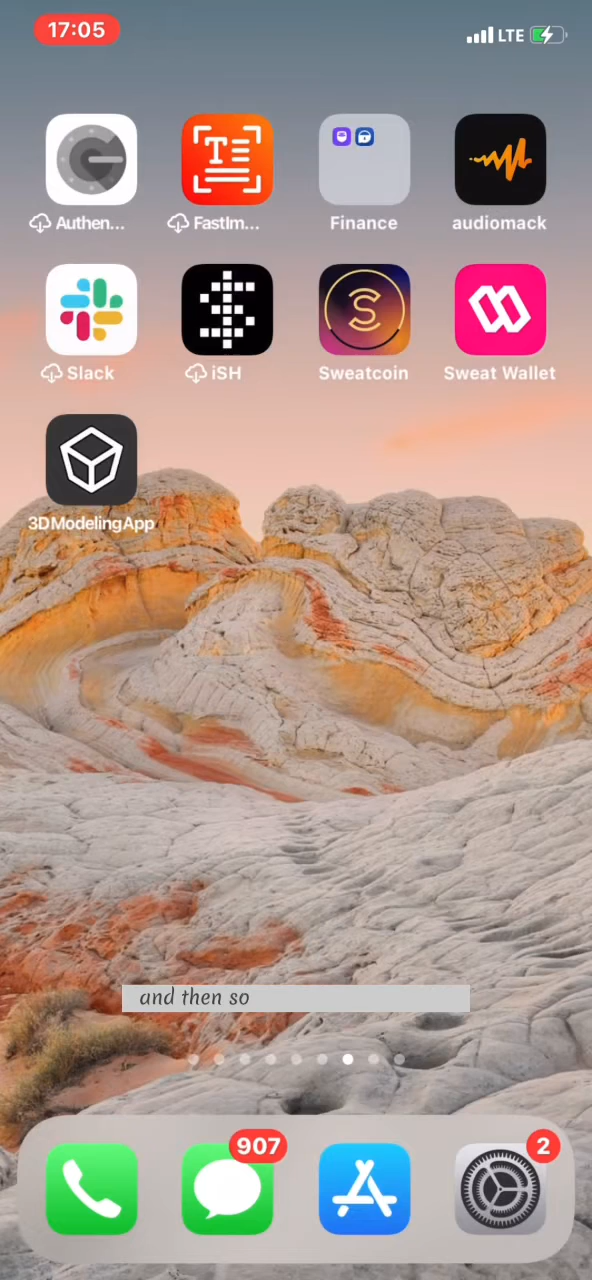 17:05
LTE
Authen...
FastIm...
Finance
audiomack
Slack
iSH
Sweatcoin
Sweat Wallet
3DModelingApp
and then so
907
2